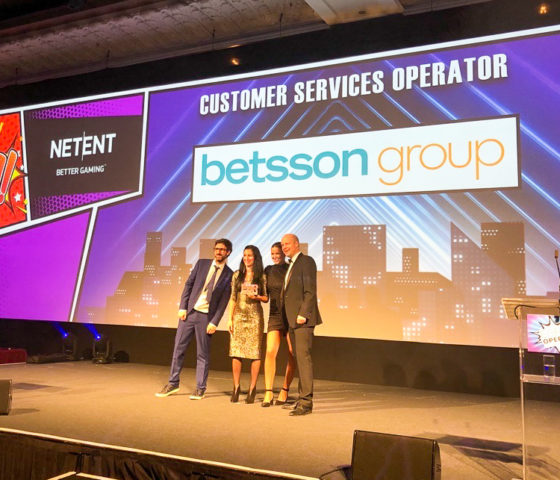 CUSTOMER SERVICES OPERATOR
betsson group
NETENT
BETTER GAMING